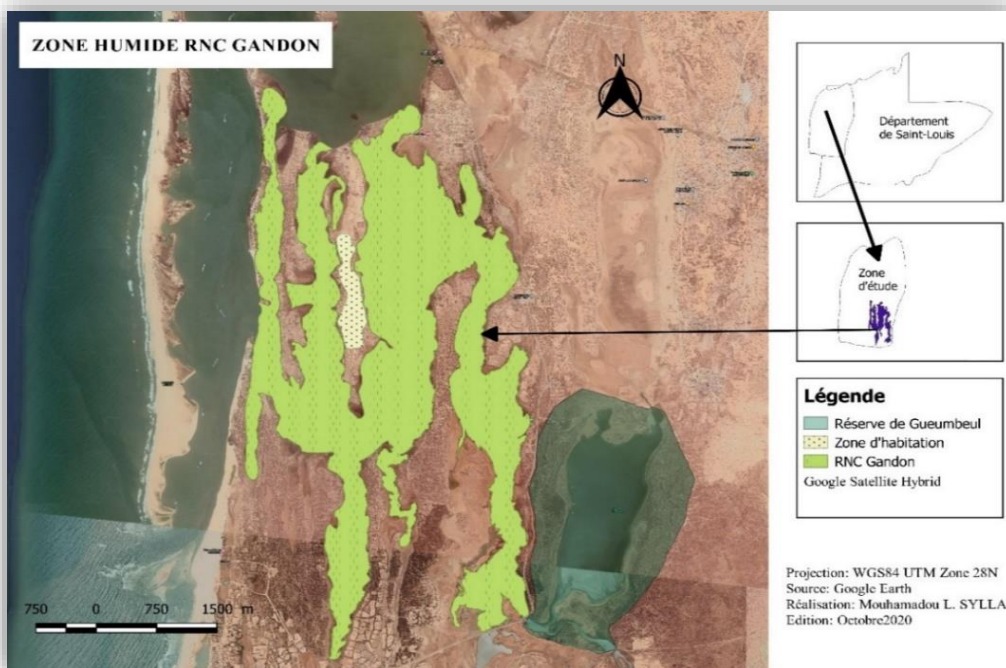 ZONE HUMIDE RNC GANDON
N
Département
de Saint-Louis
Zone
d'étude
Légende
Réserve de Gueumbeul
Zone d'habitation
RNC Gandon
Google Satellite Hybrid
750 0 750 1500 m
Projection: WGS84 UTM Zone 28N
Source: Google Earth
Réalisation: Mouhamadou L. SYLLA
Edition: Octobre2020